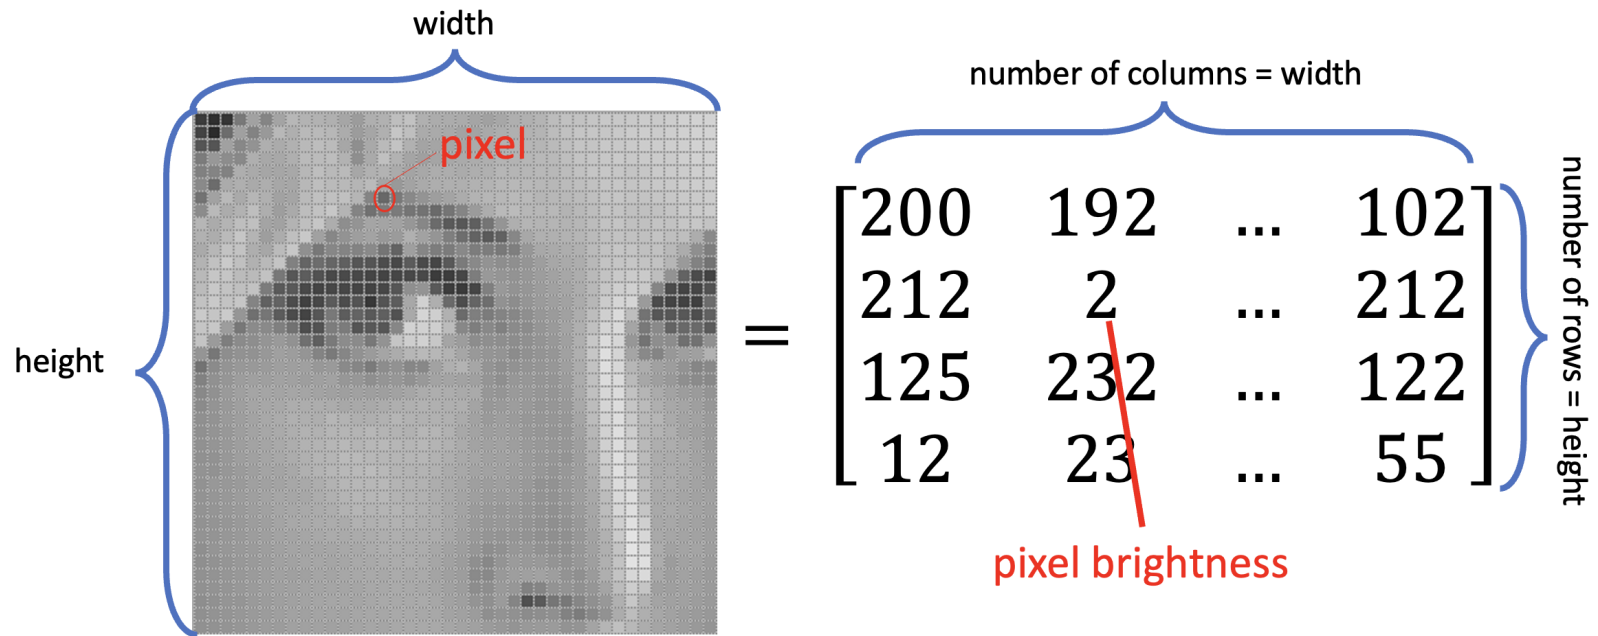 width
number of columns = width
pixel
height
=
200 192 ... 102
212 2 ... 212
125 232 ... 122
12 23 ... 55
number of rows = height
pixel brightness